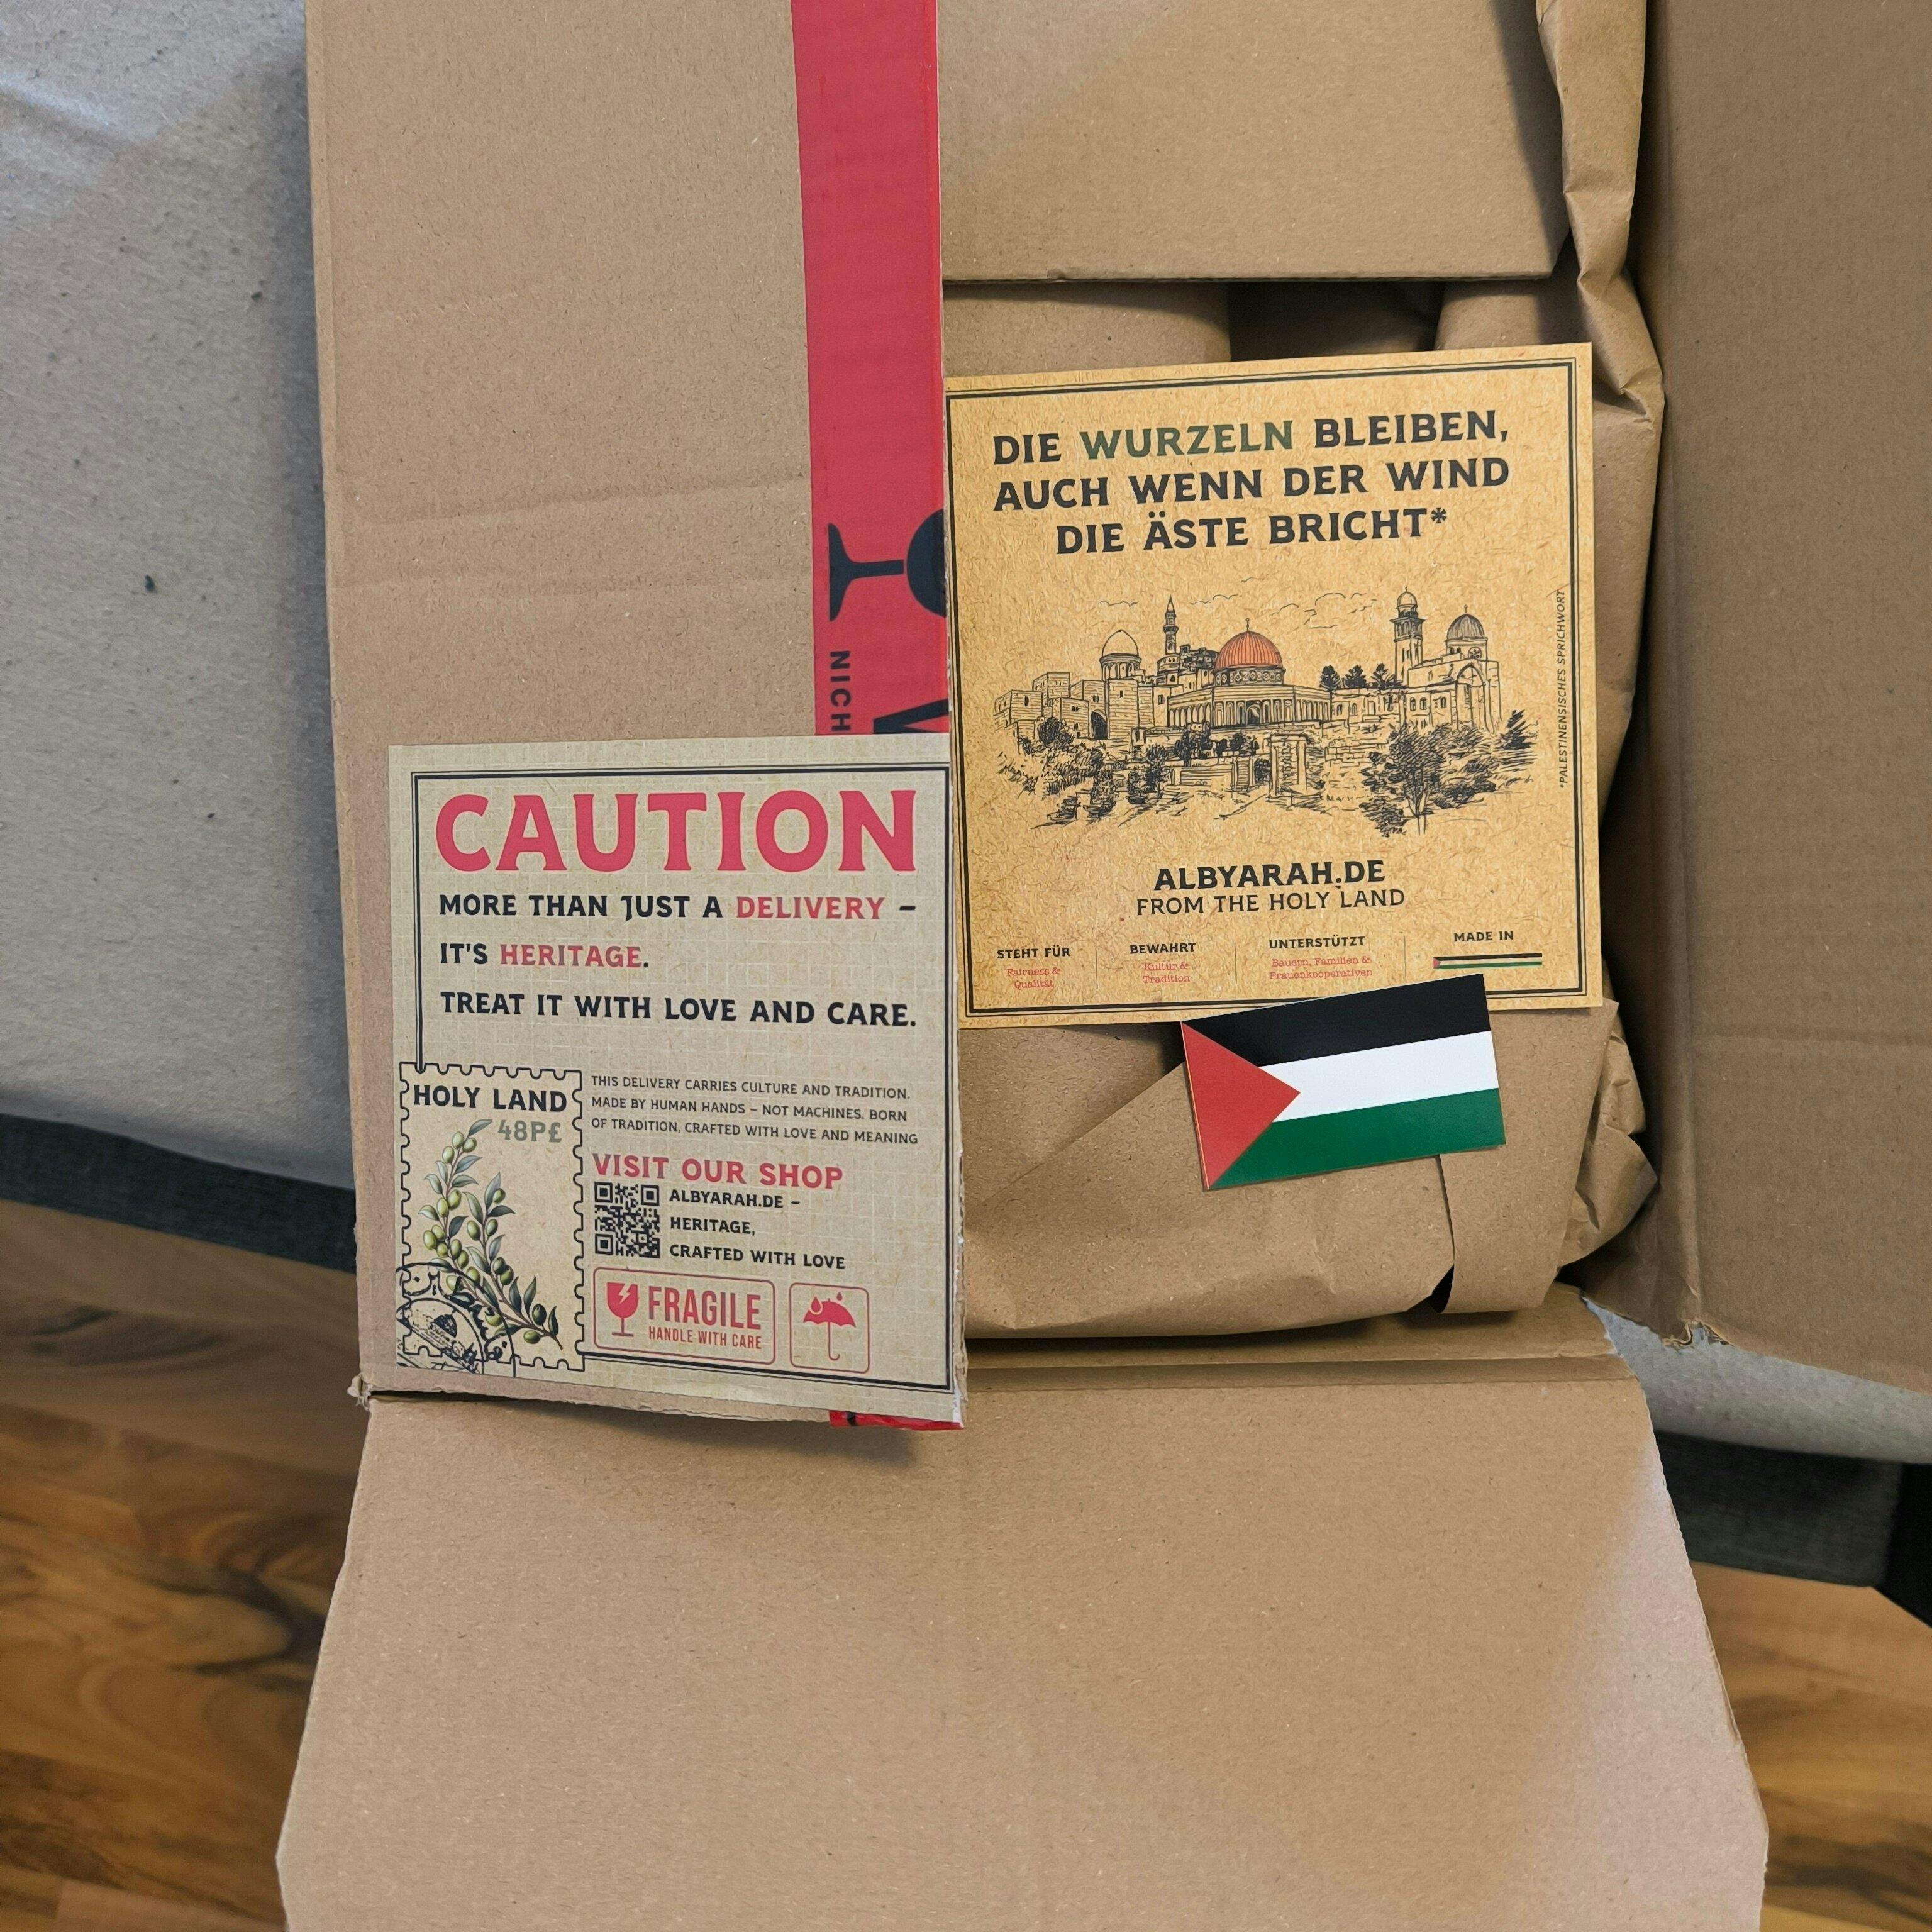 NICH
CAUTION
MORE THAN JUST A DELIVERY –
IT'S HERITAGE.
TREAT IT WITH LOVE AND CARE.
HOLY LAND
48P£
THIS DELIVERY CARRIES CULTURE AND TRADITION.
MADE BY HUMAN HANDS – NOT MACHINES. BORN
OF TRADITION, CRAFTED WITH LOVE AND MEANING
VISIT OUR SHOP
ALBYARAH.DE –
HERITAGE,
CRAFTED WITH LOVE
FRAGILE
HANDLE WITH CARE
DIE WURZELN BLEIBEN,
AUCH WENN DER WIND
DIE ÄSTE BRICHT*
*PALESTINENSISCHES SPRICHWORT
ALBYARAH.DE
FROM THE HOLY LAND
STEHT FÜR
Fairness &
Qualität
BEWAHRT
Kultur &
Tradition
UNTERSTÜTZT
Bauern, Familien &
Frauenkooperativen
MADE IN